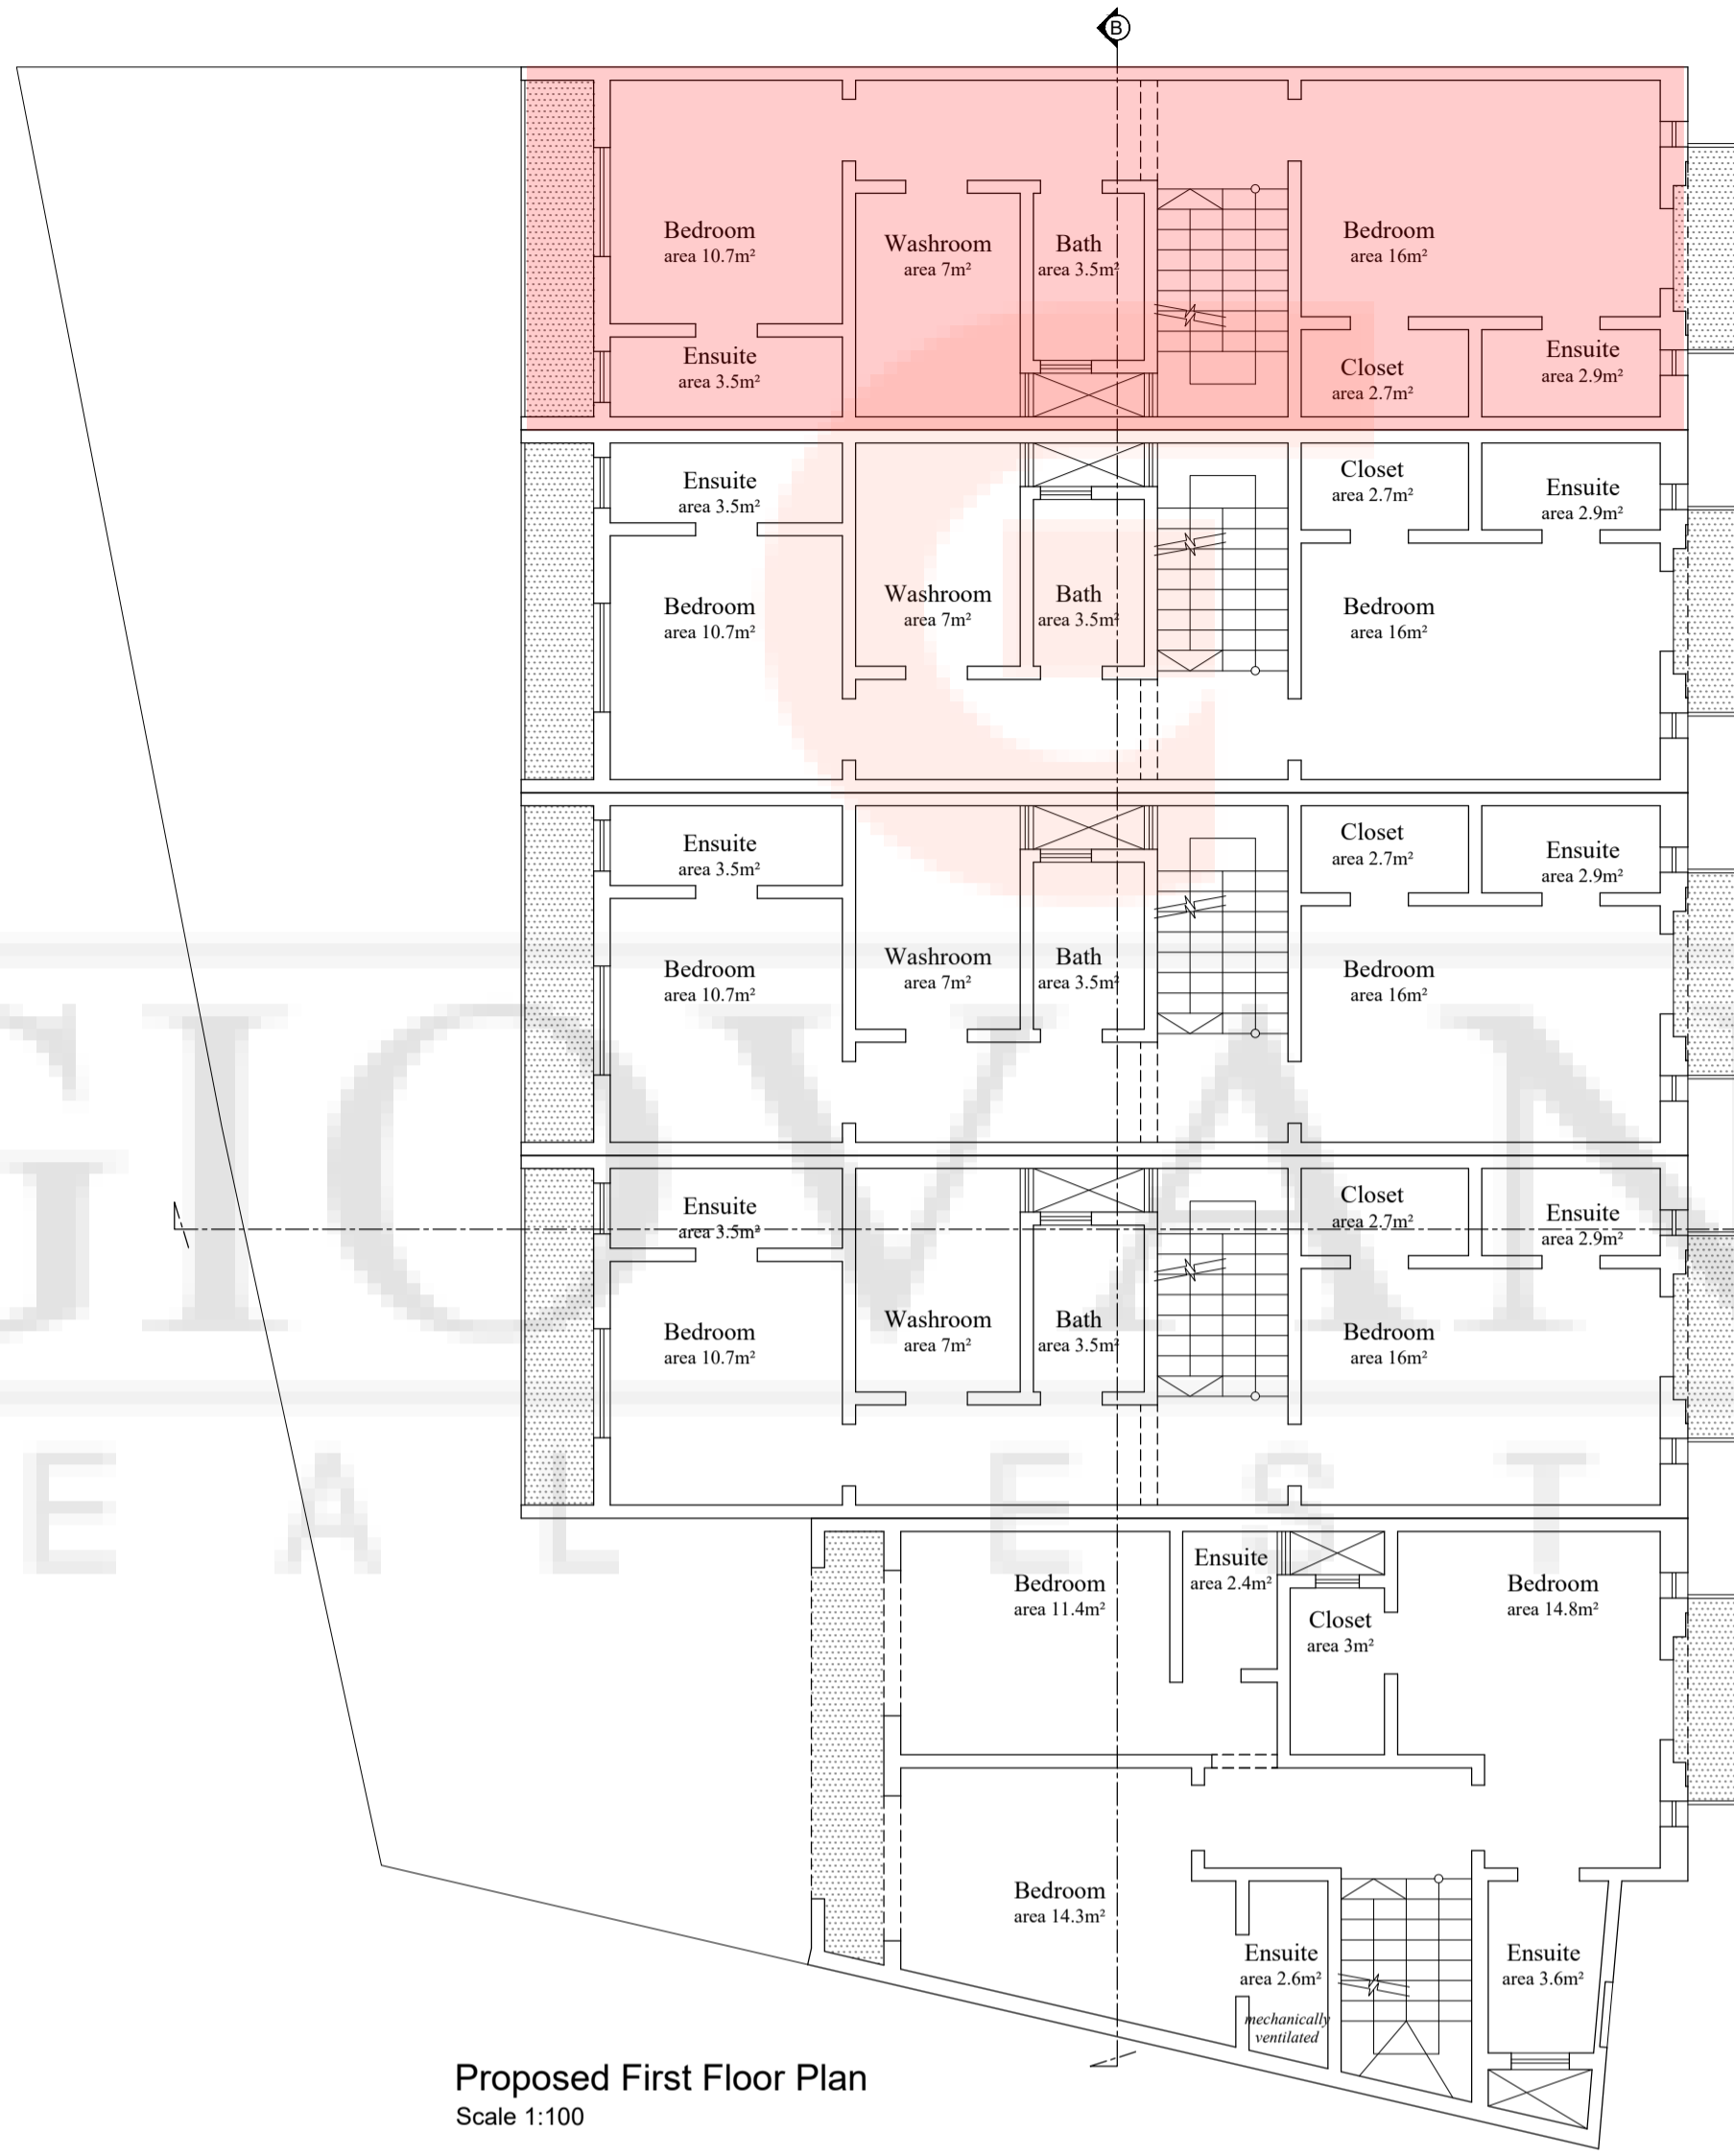 B
Bedroom
area 10.7m²
Washroom
area 7m²
Bath
area 3.5m²
Bedroom
area 16m²
Ensuite
area 3.5m²
Closet
area 2.7m²
Ensuite
area 2.9m²
Ensuite
area 3.5m²
Closet
area 2.7m²
Ensuite
area 2.9m²
Bedroom
area 10.7m²
Washroom
area 7m²
Bath
area 3.5m²
Bedroom
area 16m²
Ensuite
area 3.5m²
Closet
area 2.7m²
Ensuite
area 2.9m²
Bedroom
area 10.7m²
Washroom
area 7m²
Bath
area 3.5m²
Bedroom
area 16m²
GIOVAN
Ensuite
area 3.5m²
Closet
area 2.7m²
Ensuite
area 2.9m²
Bedroom
area 10.7m²
Washroom
area 7m²
Bath
area 3.5m²
Bedroom
area 16m²
E A L E S T
Bedroom
area 11.4m²
Ensuite
area 2.4m²
Closet
area 3m²
Bedroom
area 14.8m²
Bedroom
area 14.3m²
Ensuite
area 2.6m²
mechanically
ventilated
Ensuite
area 3.6m²
Proposed First Floor Plan
Scale 1:100